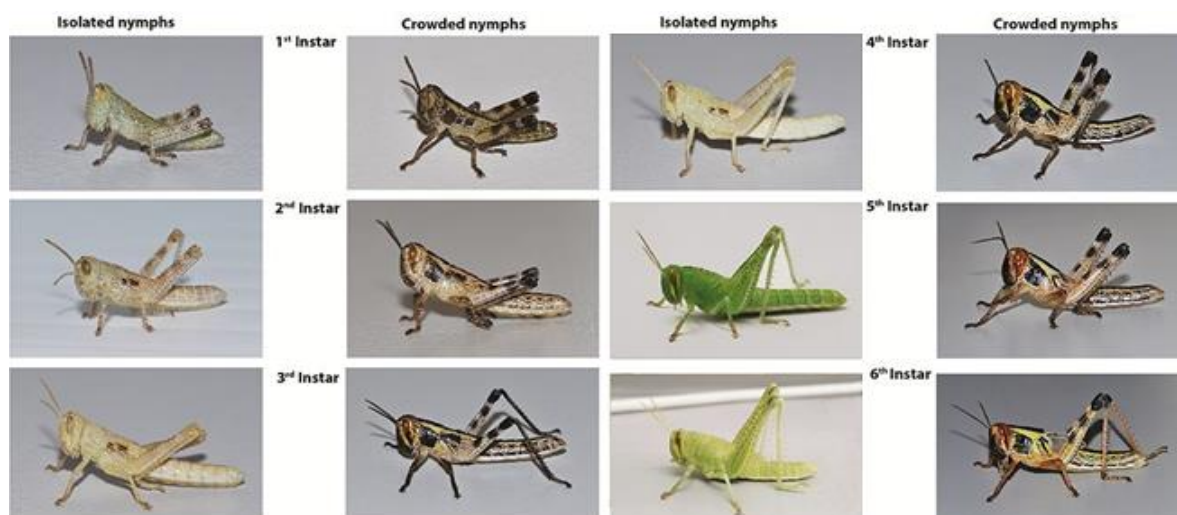 Isolated nymphs Crowded nymphs Isolated nymphs Crowded nymphs
1st Instar 4th Instar
2nd Instar 5th Instar
3rd Instar 6th Instar